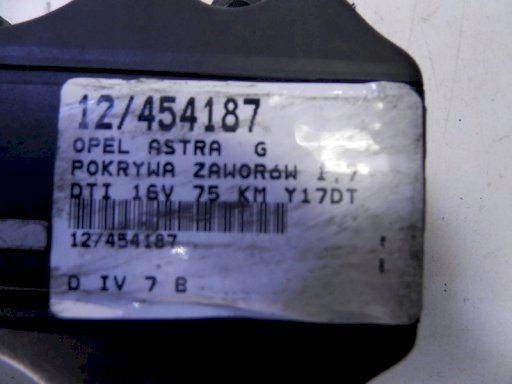 12/454187
OPEL ASTRA G
POKRYWA ZAWORóW 1,7
DTI 16V 75 KM Y17DT
12/454187
D IV 7 B